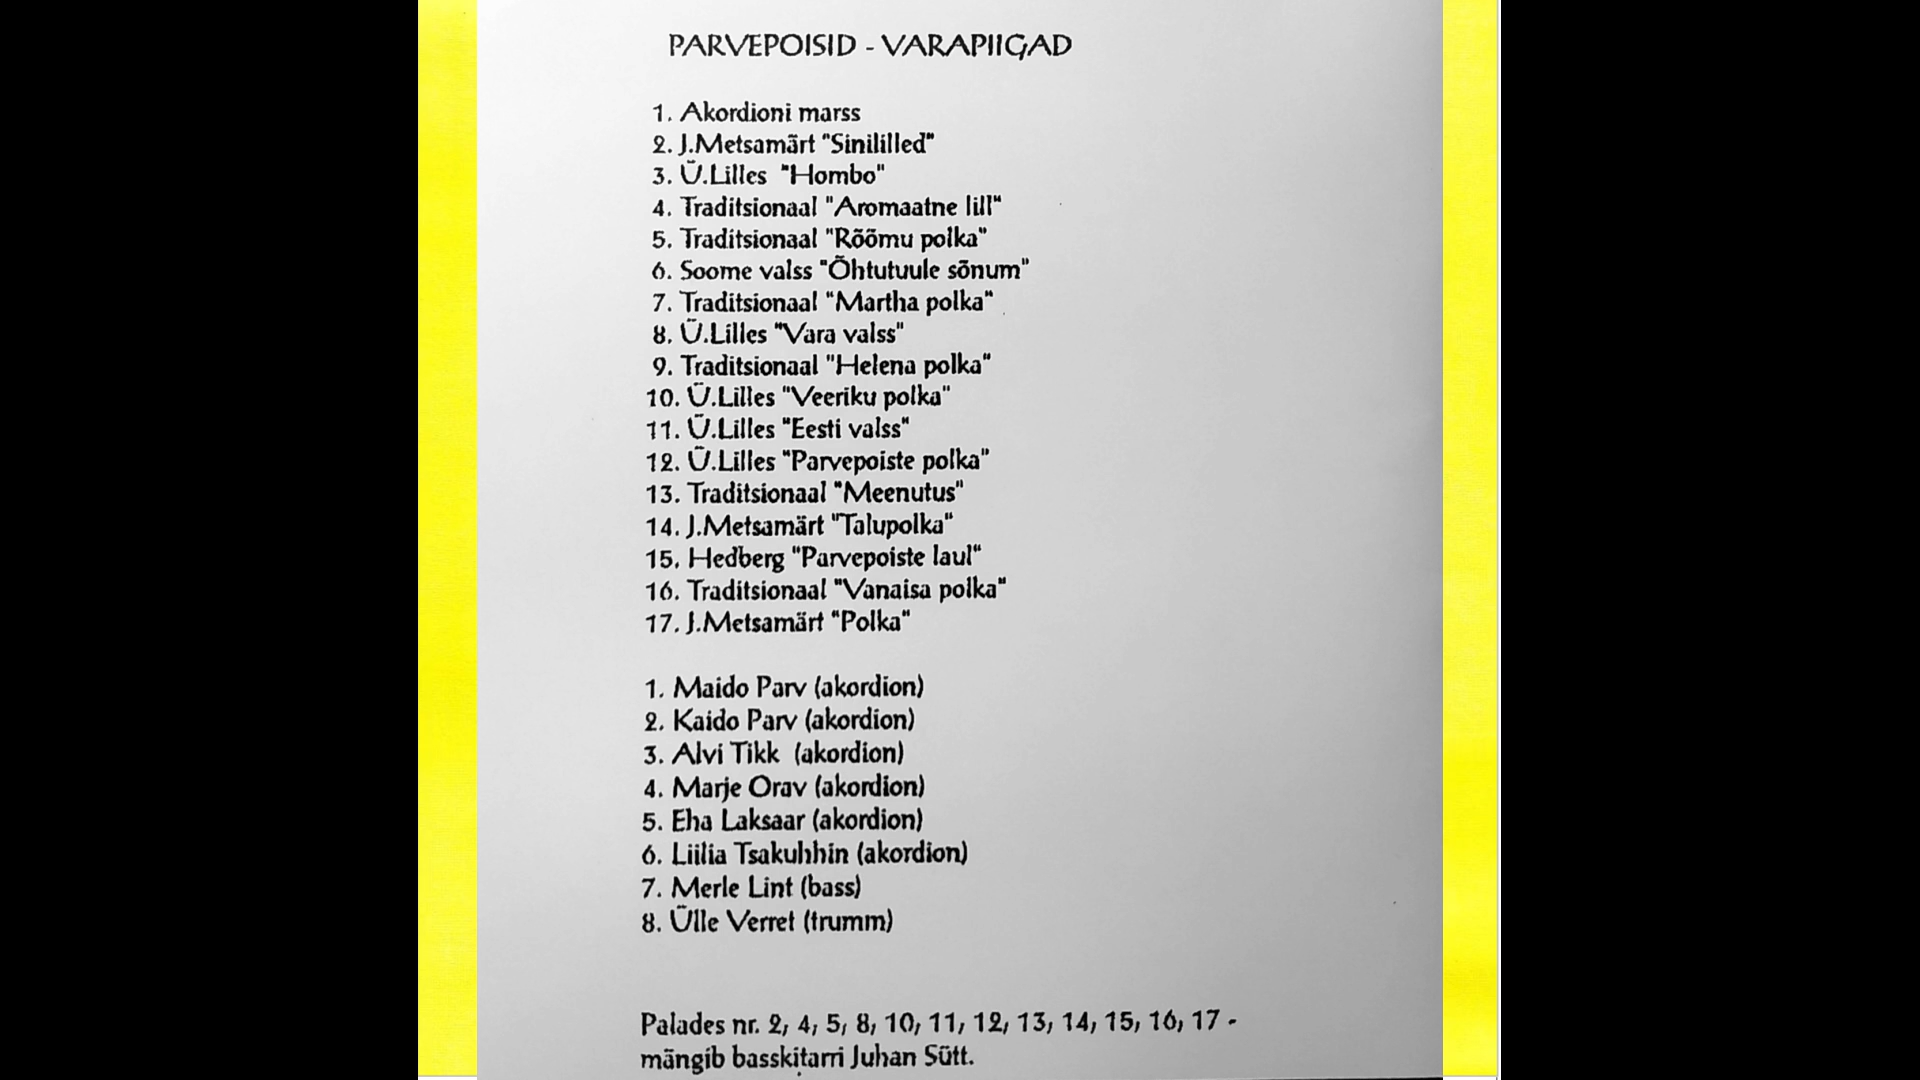 PARVEPOISID - VARAPIIGAD
1. Akordioni marss
2. J.Metsamärt "Sinililled"
3. Ü.Lilles "Hombo"
4. Traditsionaal "Aromaatne lill"
5. Traditsionaal "Rõõmu polka"
6. Soome valss "Õhtutuule sõnum"
7. Traditsionaal "Martha polka"
8. Ü.Lilles "Vara valss"
9. Traditsionaal "Helena polka"
10. Ü.Lilles "Veeriku polka"
11. Ü.Lilles "Eesti valss"
12. Ü.Lilles "Parvepoiste polka"
13. Traditsionaal "Meenutus"
14. J.Metsamärt "Talupolka"
15. Hedberg "Parvepoiste laul"
16. Traditsionaal "Vanaisa polka"
17. J.Metsamärt "Polka"
1. Maido Parv (akordion)
2. Kaido Parv (akordion)
3. Alvi Tikk (akordion)
4. Marje Orav (akordion)
5. Eha Laksaar (akordion)
6. Liilia Tsakuhhin (akordion)
7. Merle Lint (bass)
8. Ülle Verret (trumm)
Palades nr. 2, 4, 5, 8, 10, 11, 12, 13, 14, 15, 16, 17 -
mängib basskitarri Juhan Sütt.